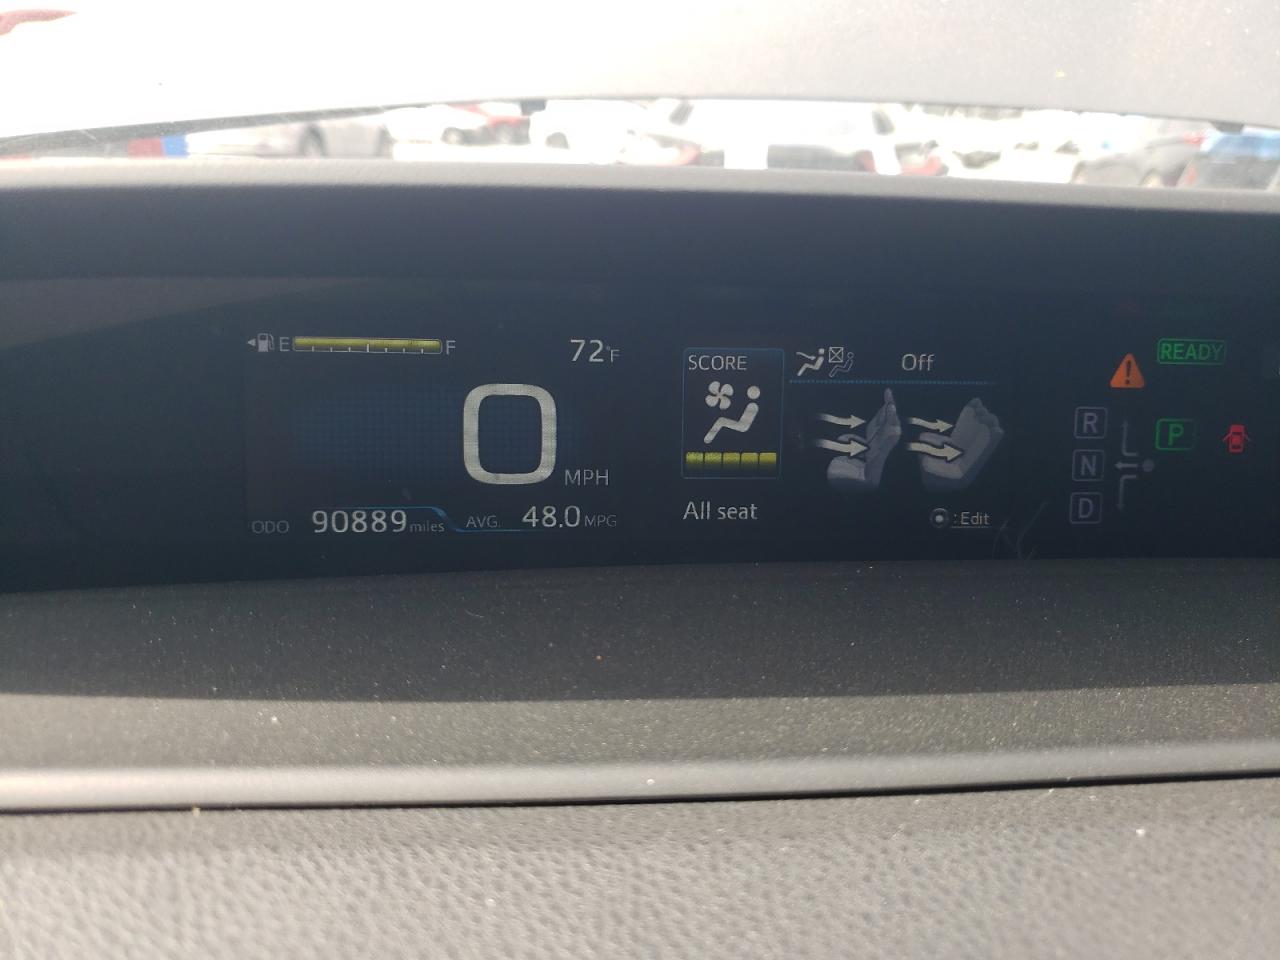 E F
72°F
0 MPH
ODO 90889 miles AVG. 48.0 MPG
SCORE
Off
All seat
: Edit
READY
R
N
D
P